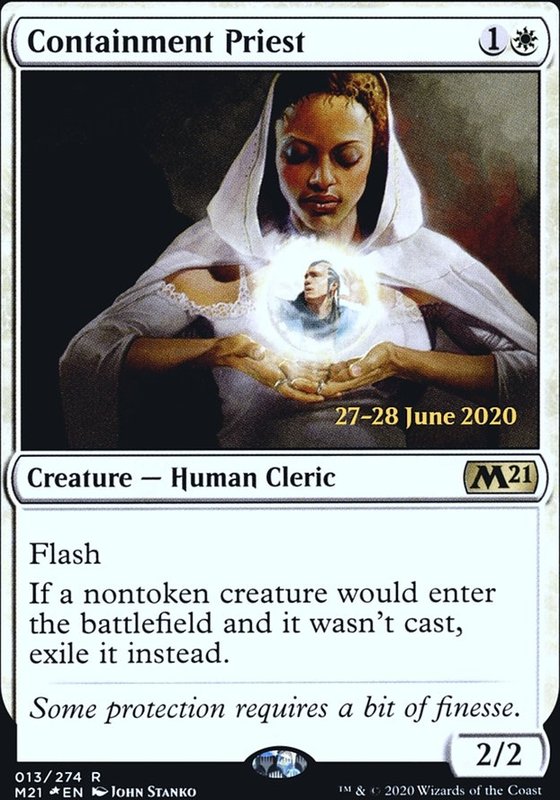 Containment Priest 1
27–28 June 2020
Creature — Human Cleric M21
Flash
If a nontoken creature would enter
the battlefield and it wasn't cast,
exile it instead.
Some protection requires a bit of finesse.
2/2
013/274 R
M21 ★ EN John Stanko
™ & © 2020 Wizards of the Coast